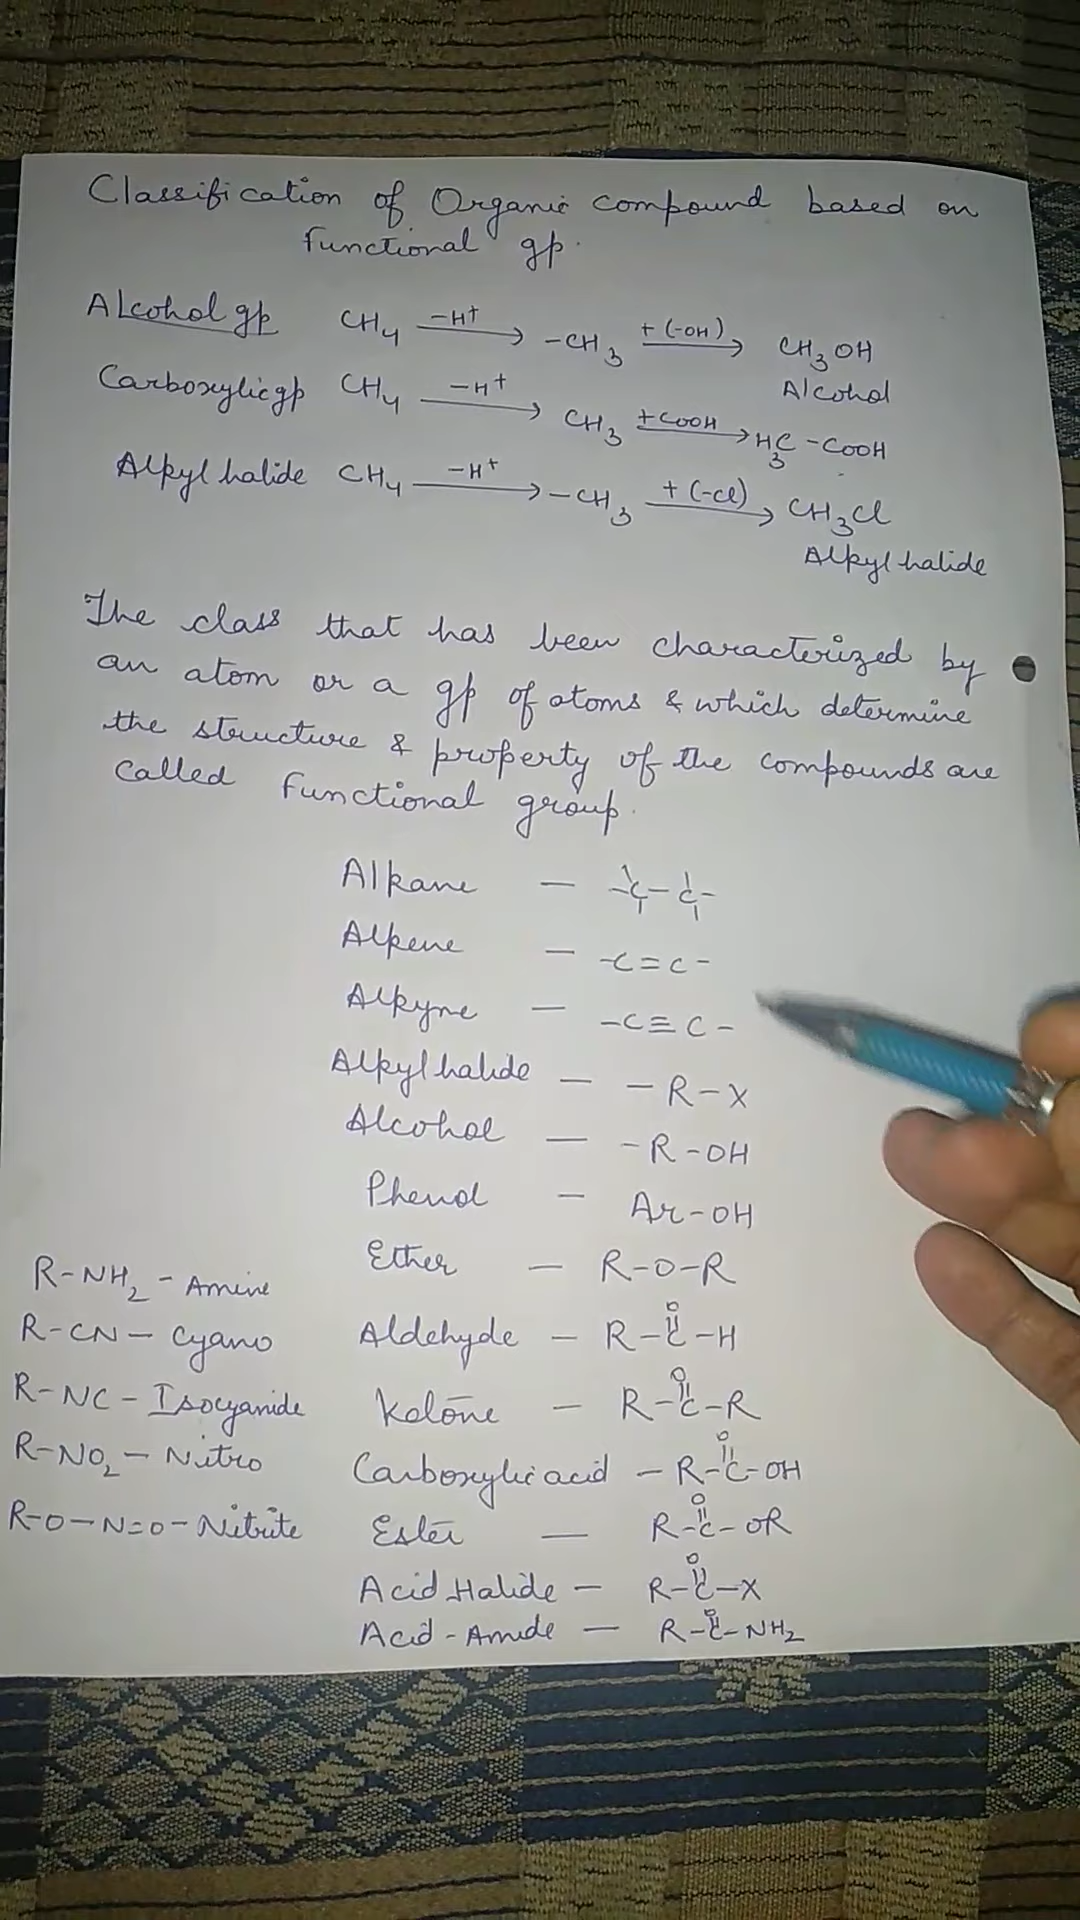 Classification of Organic compound based on
functional gp.
Alcohol gp CH4 -H+ → -CH3 +(-OH) → CH3OH
Alcohol
Carboxylic gp CH4 -H+ → CH3 +COOH → H3C-COOH
Alkyl halide CH4 -H+ → -CH3 +(-Cl) → CH3Cl
Alkyl halide
The class that has been characterized by
an atom or a gp of atoms & which determine
the structure & property of the compounds are
called functional group.
Alkane — -C-C-
Alkene — -C=C-
Alkyne — -C≡C-
Alkyl halide — -R-X
Alcohol — -R-OH
Phenol — Ar-OH
Ether — R-O-R
Aldehyde — R-C(=O)-H
Ketone — R-C(=O)-R
Carboxylic acid — R-C(=O)-OH
Ester — R-C(=O)-OR
Acid Halide — R-C(=O)-X
Acid-Amide — R-C(=O)-NH2
R-NH2 - Amine
R-CN — Cyano
R-NC - Isocyanide
R-NO2 — Nitro
R-O-N=O-Nitrite